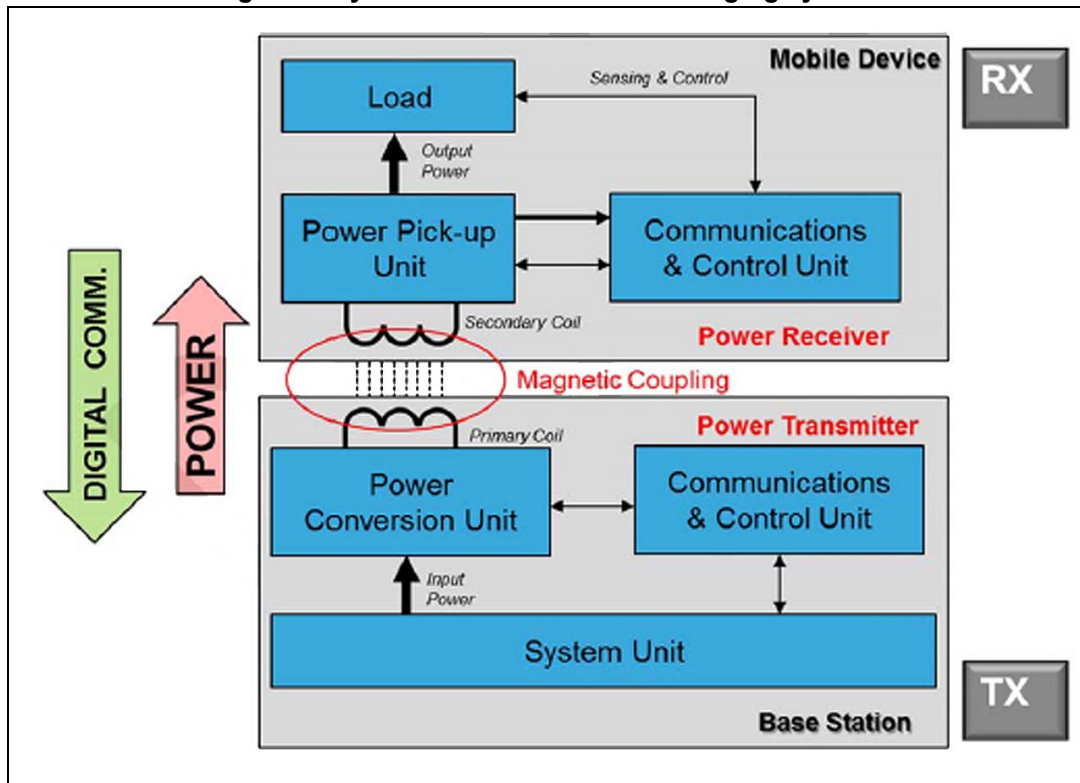 Mobile Device
RX
Load
Sensing & Control
Output
Power
Power Pick-up
Unit
Communications
& Control Unit
Secondary Coil
Power Receiver
DIGITAL COMM.
POWER
Magnetic Coupling
Power Transmitter
Primary Coil
Power
Conversion Unit
Communications
& Control Unit
Input
Power
System Unit
TX
Base Station